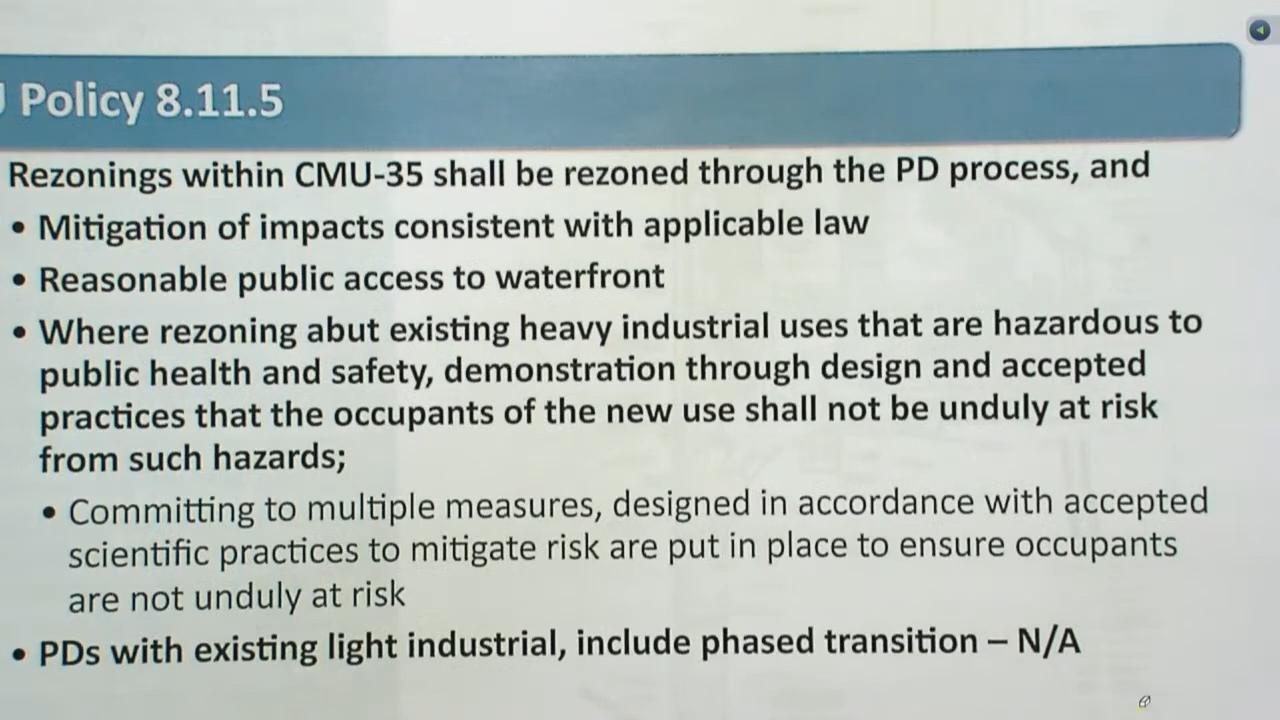 Policy 8.11.5
Rezonings within CMU-35 shall be rezoned through the PD process, and
• Mitigation of impacts consistent with applicable law
• Reasonable public access to waterfront
• Where rezoning abut existing heavy industrial uses that are hazardous to
public health and safety, demonstration through design and accepted
practices that the occupants of the new use shall not be unduly at risk
from such hazards;
• Committing to multiple measures, designed in accordance with accepted
scientific practices to mitigate risk are put in place to ensure occupants
are not unduly at risk
• PDs with existing light industrial, include phased transition – N/A